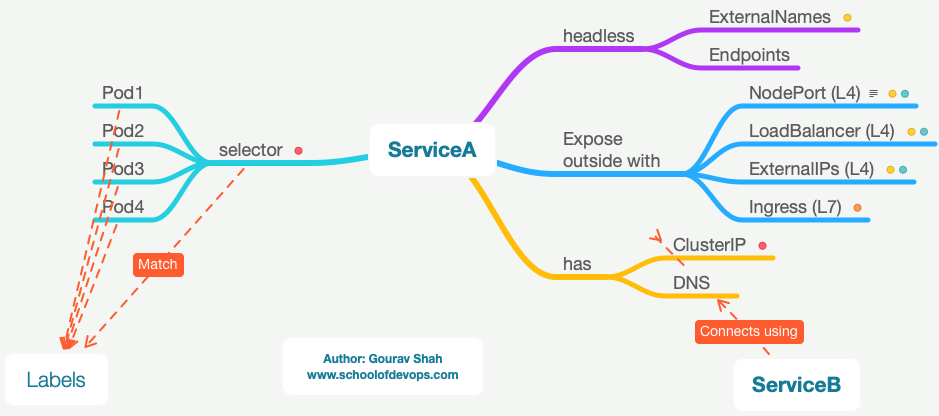 ExternalNames
headless
Endpoints
Pod1
NodePort (L4)
Pod2
LoadBalancer (L4)
selector
ServiceA
Expose
outside with
Pod3
ExternalIPs (L4)
Pod4
Ingress (L7)
ClusterIP
Match
has
DNS
Connects using
Labels
Author: Gourav Shah
www.schoolofdevops.com
ServiceB